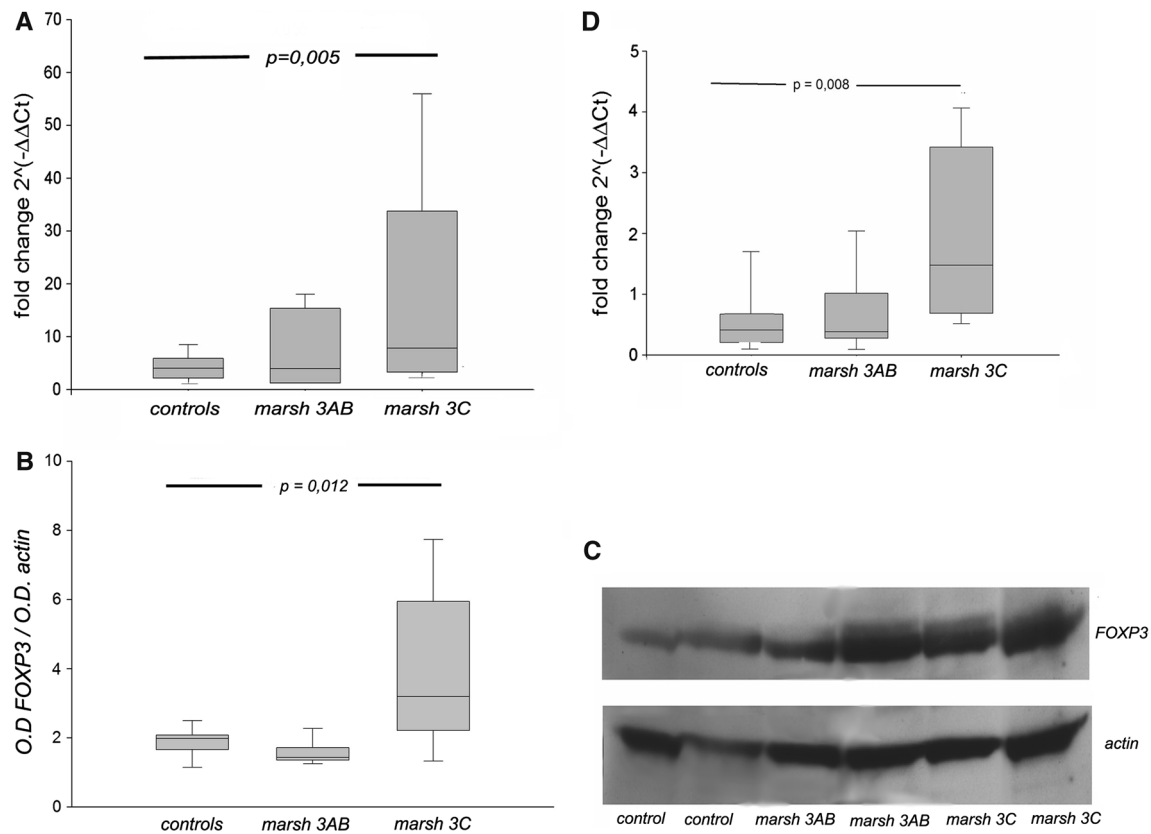 A
70
60
50
40
30
20
10
0
fold change 2^(-ΔΔCt)
p=0,005
controls marsh 3AB marsh 3C
D
5
4
3
2
1
0
fold change 2^(-ΔΔCt)
p = 0,008
controls marsh 3AB marsh 3C
B
10
8
6
4
2
0
O.D FOXP3 / O.D. actin
p = 0,012
controls marsh 3AB marsh 3C
C
FOXP3
actin
control control marsh 3AB marsh 3AB marsh 3C marsh 3C